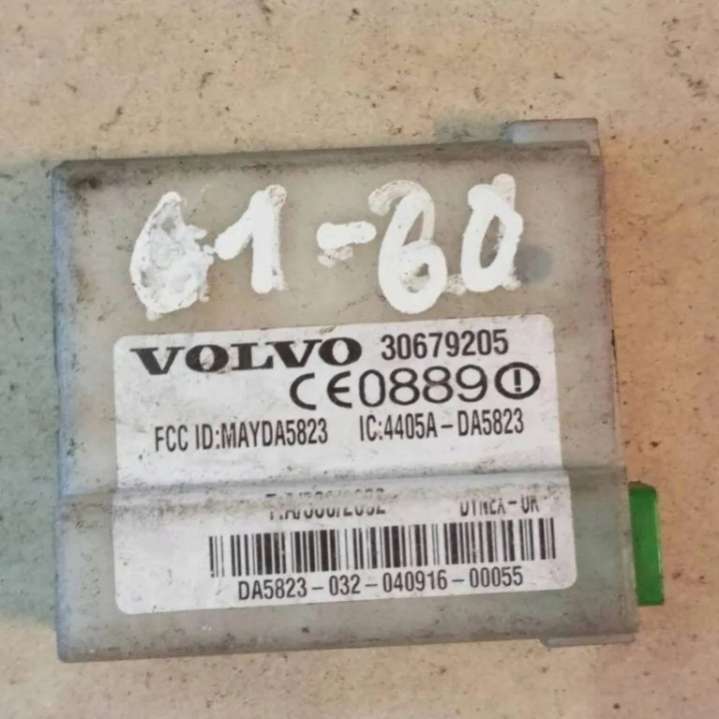 61-60
VOLVO 30679205
CE0889
FCC ID:MAYDA5823 IC:4405A-DA5823
DA5823-032-040916-00055